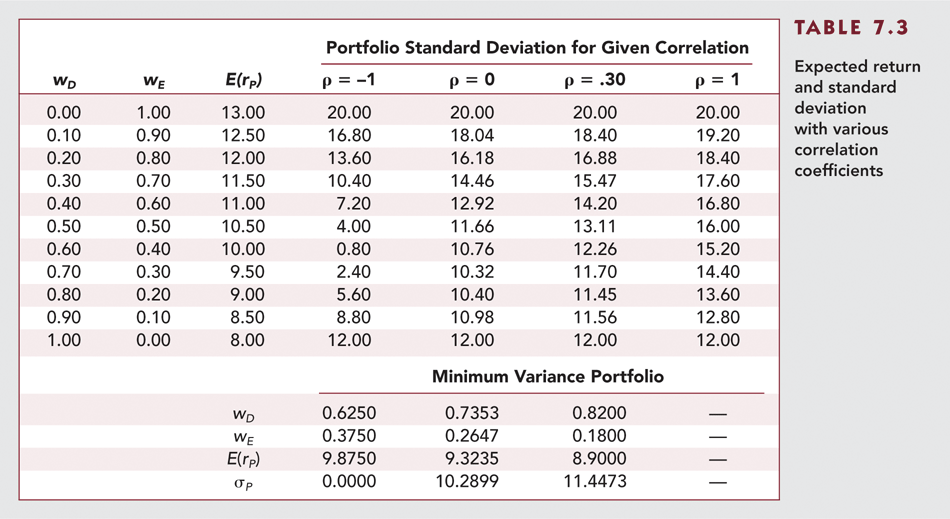 TABLE 7.3
Expected return
and standard
deviation
with various
correlation
coefficients
Portfolio Standard Deviation for Given Correlation
wD wE E(rP) ρ = –1 ρ = 0 ρ = .30 ρ = 1
0.00 1.00 13.00 20.00 20.00 20.00 20.00
0.10 0.90 12.50 16.80 18.04 18.40 19.20
0.20 0.80 12.00 13.60 16.18 16.88 18.40
0.30 0.70 11.50 10.40 14.46 15.47 17.60
0.40 0.60 11.00 7.20 12.92 14.20 16.80
0.50 0.50 10.50 4.00 11.66 13.11 16.00
0.60 0.40 10.00 0.80 10.76 12.26 15.20
0.70 0.30 9.50 2.40 10.32 11.70 14.40
0.80 0.20 9.00 5.60 10.40 11.45 13.60
0.90 0.10 8.50 8.80 10.98 11.56 12.80
1.00 0.00 8.00 12.00 12.00 12.00 12.00
Minimum Variance Portfolio
wD 0.6250 0.7353 0.8200 —
wE 0.3750 0.2647 0.1800 —
E(rP) 9.8750 9.3235 8.9000 —
σP 0.0000 10.2899 11.4473 —